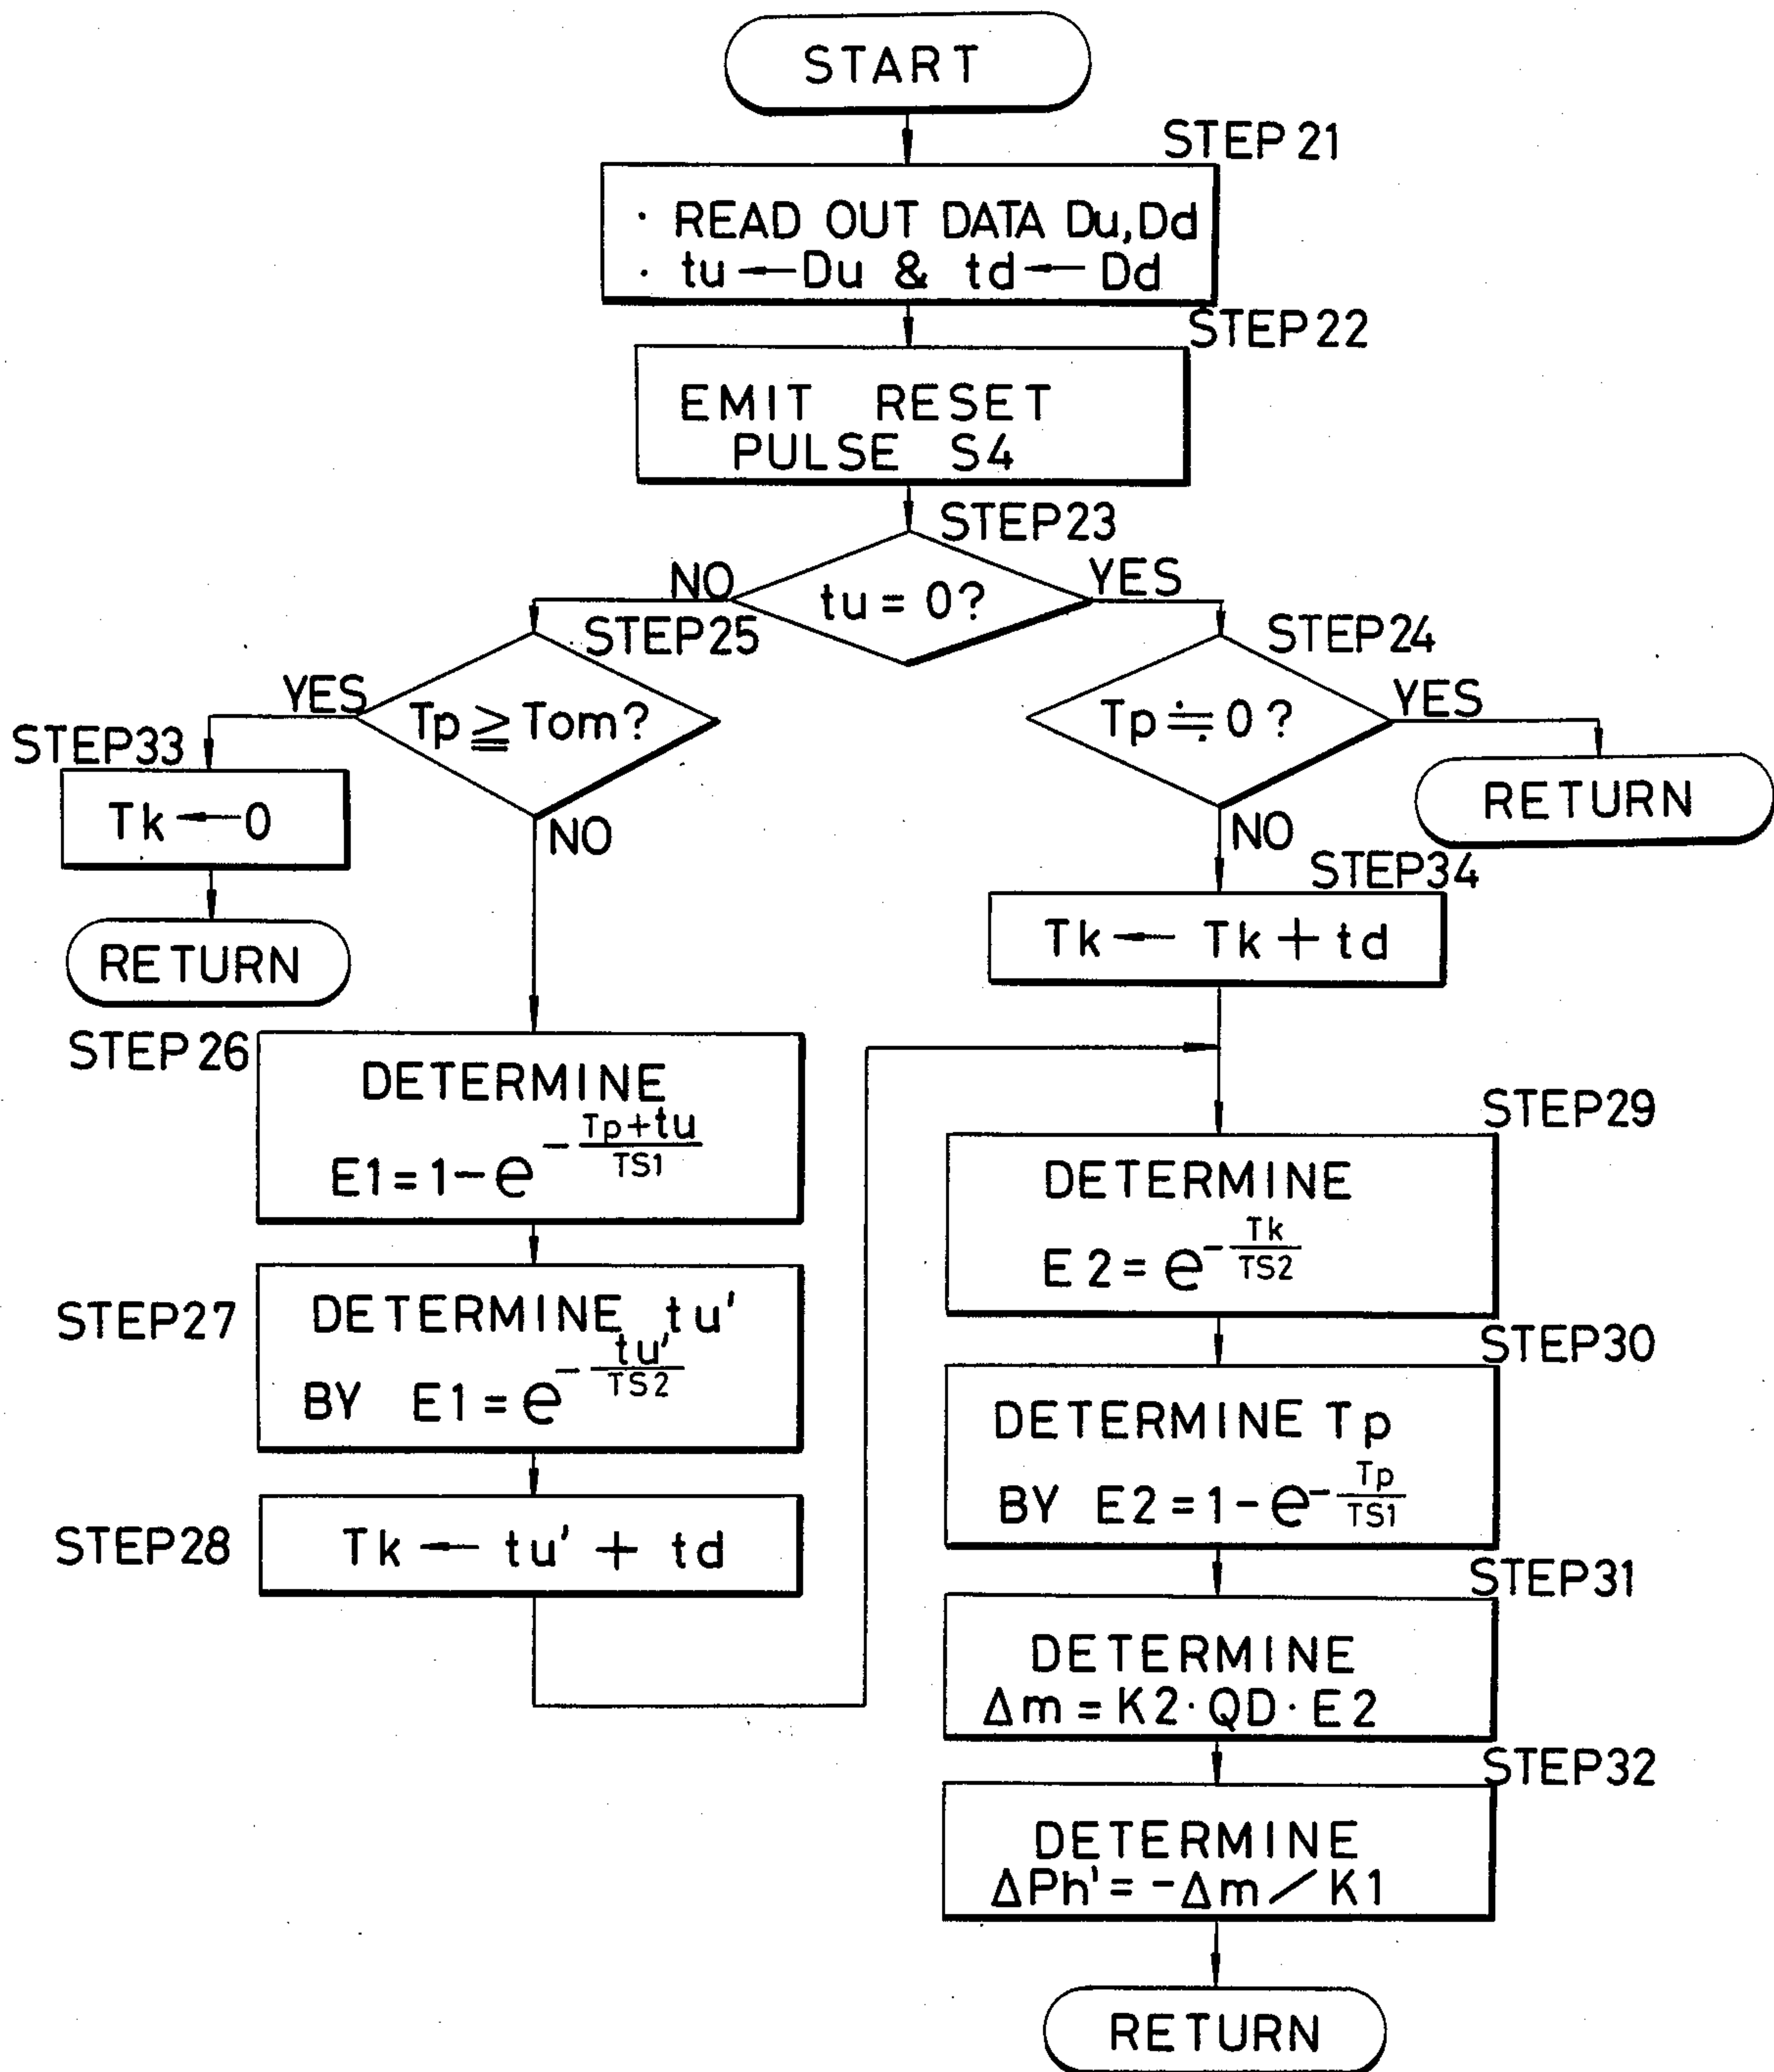 START
STEP 21
· READ OUT DATA Du, Dd
· tu ← Du & td ← Dd
STEP22
EMIT RESET
PULSE S4
STEP23
NO
tu = 0?
YES
STEP25
STEP24
YES
Tp ≧ Tom?
Tp ≒ 0?
YES
STEP33
Tk ← 0
NO
NO
RETURN
STEP34
RETURN
Tk ← Tk + td
STEP 26
DETERMINE
E1 = 1 - e^-(Tp+tu)/TS1
STEP29
DETERMINE
E2 = e^-Tk/TS2
STEP27
DETERMINE tu'
BY E1 = e^-tu'/TS2
STEP30
DETERMINE Tp
BY E2 = 1 - e^-Tp/TS1
STEP28
Tk ← tu' + td
STEP31
DETERMINE
Δm = K2 · QD · E2
STEP32
DETERMINE
ΔPh' = -Δm / K1
RETURN